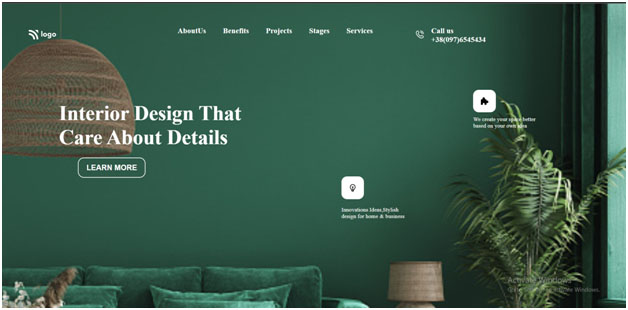 logo
AboutUs
Benefits
Projects
Stages
Services
Call us
+38(097)6545434
Interior Design That
Care About Details
LEARN MORE
We create your space better
based on your own idea
Innovations Ideas,Stylish
design for home & business
Activate Windows
Go to Settings to activate Windows.